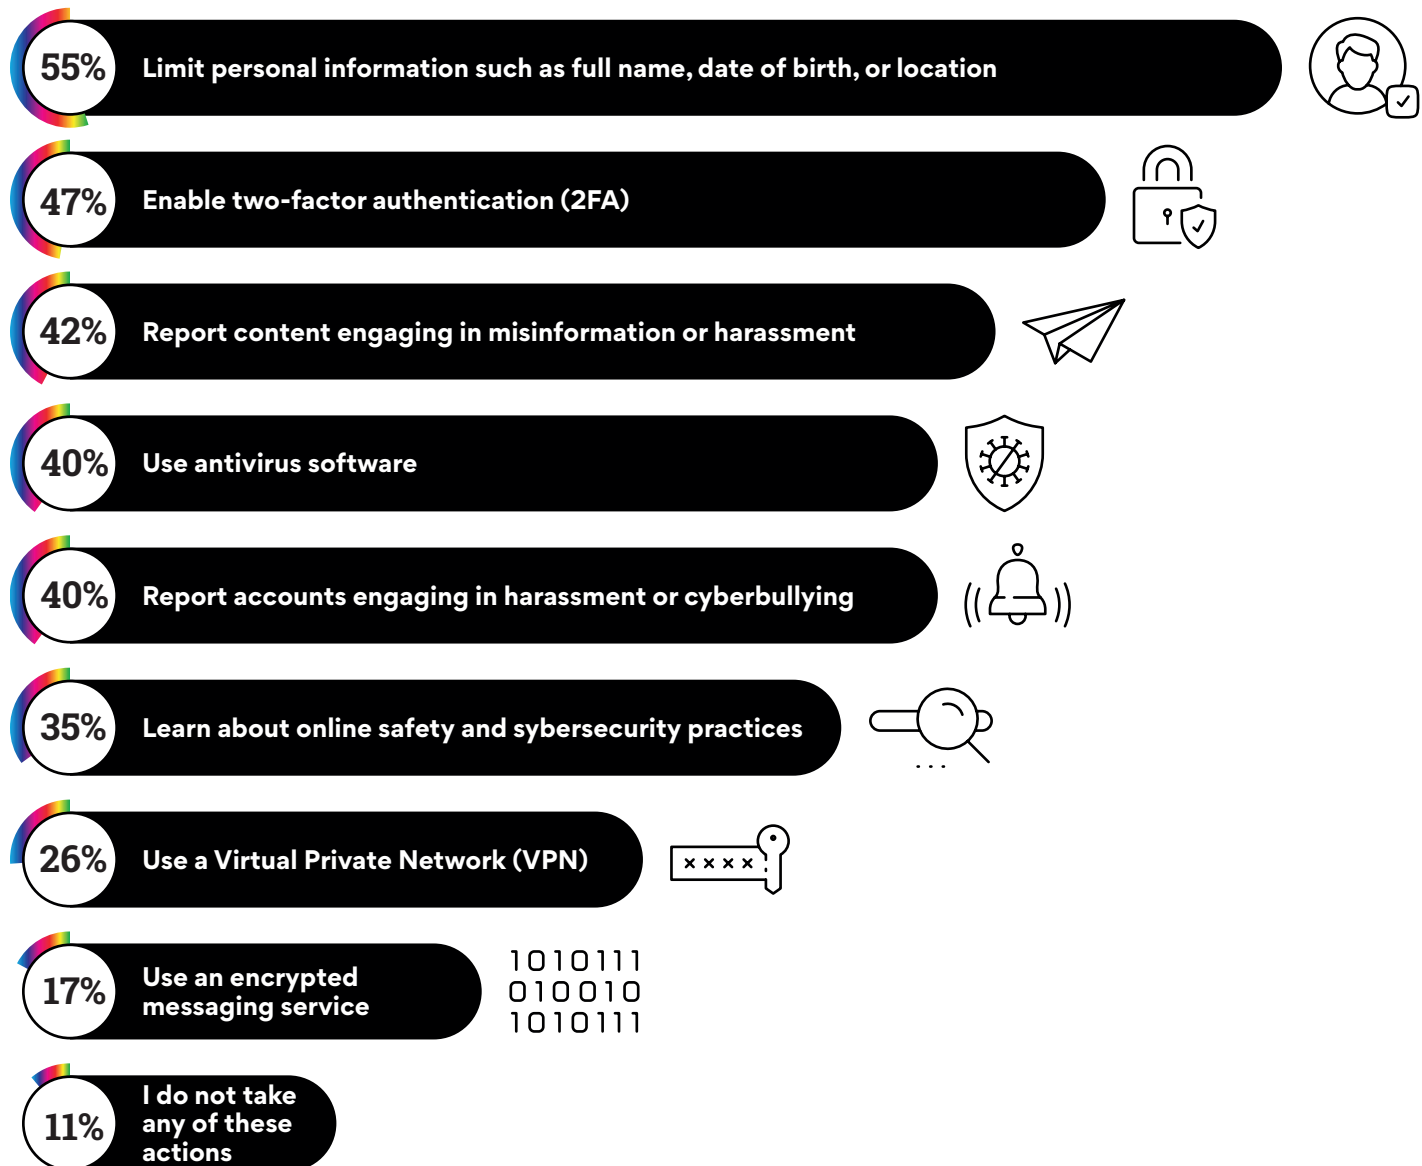 55%
Limit personal information such as full name, date of birth, or location
47%
Enable two-factor authentication (2FA)
42%
Report content engaging in misinformation or harassment
40%
Use antivirus software
40%
Report accounts engaging in harassment or cyberbullying
35%
Learn about online safety and sybersecurity practices
26%
Use a Virtual Private Network (VPN)
xxxx
17%
Use an encrypted
messaging service
1010111
010010
1010111
11%
I do not take
any of these
actions